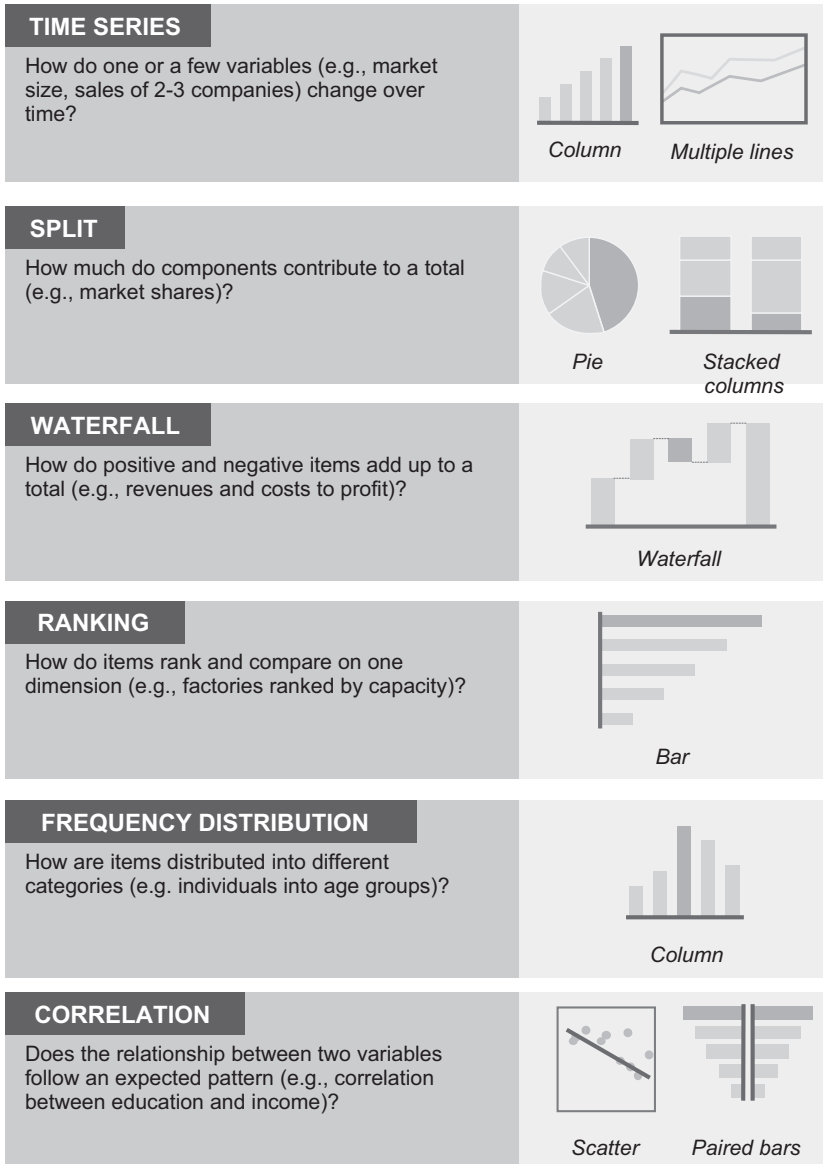 TIME SERIES
How do one or a few variables (e.g., market
size, sales of 2-3 companies) change over
time?
Column
Multiple lines
SPLIT
How much do components contribute to a total
(e.g., market shares)?
Pie
Stacked
columns
WATERFALL
How do positive and negative items add up to a
total (e.g., revenues and costs to profit)?
Waterfall
RANKING
How do items rank and compare on one
dimension (e.g., factories ranked by capacity)?
Bar
FREQUENCY DISTRIBUTION
How are items distributed into different
categories (e.g. individuals into age groups)?
Column
CORRELATION
Does the relationship between two variables
follow an expected pattern (e.g., correlation
between education and income)?
Scatter
Paired bars